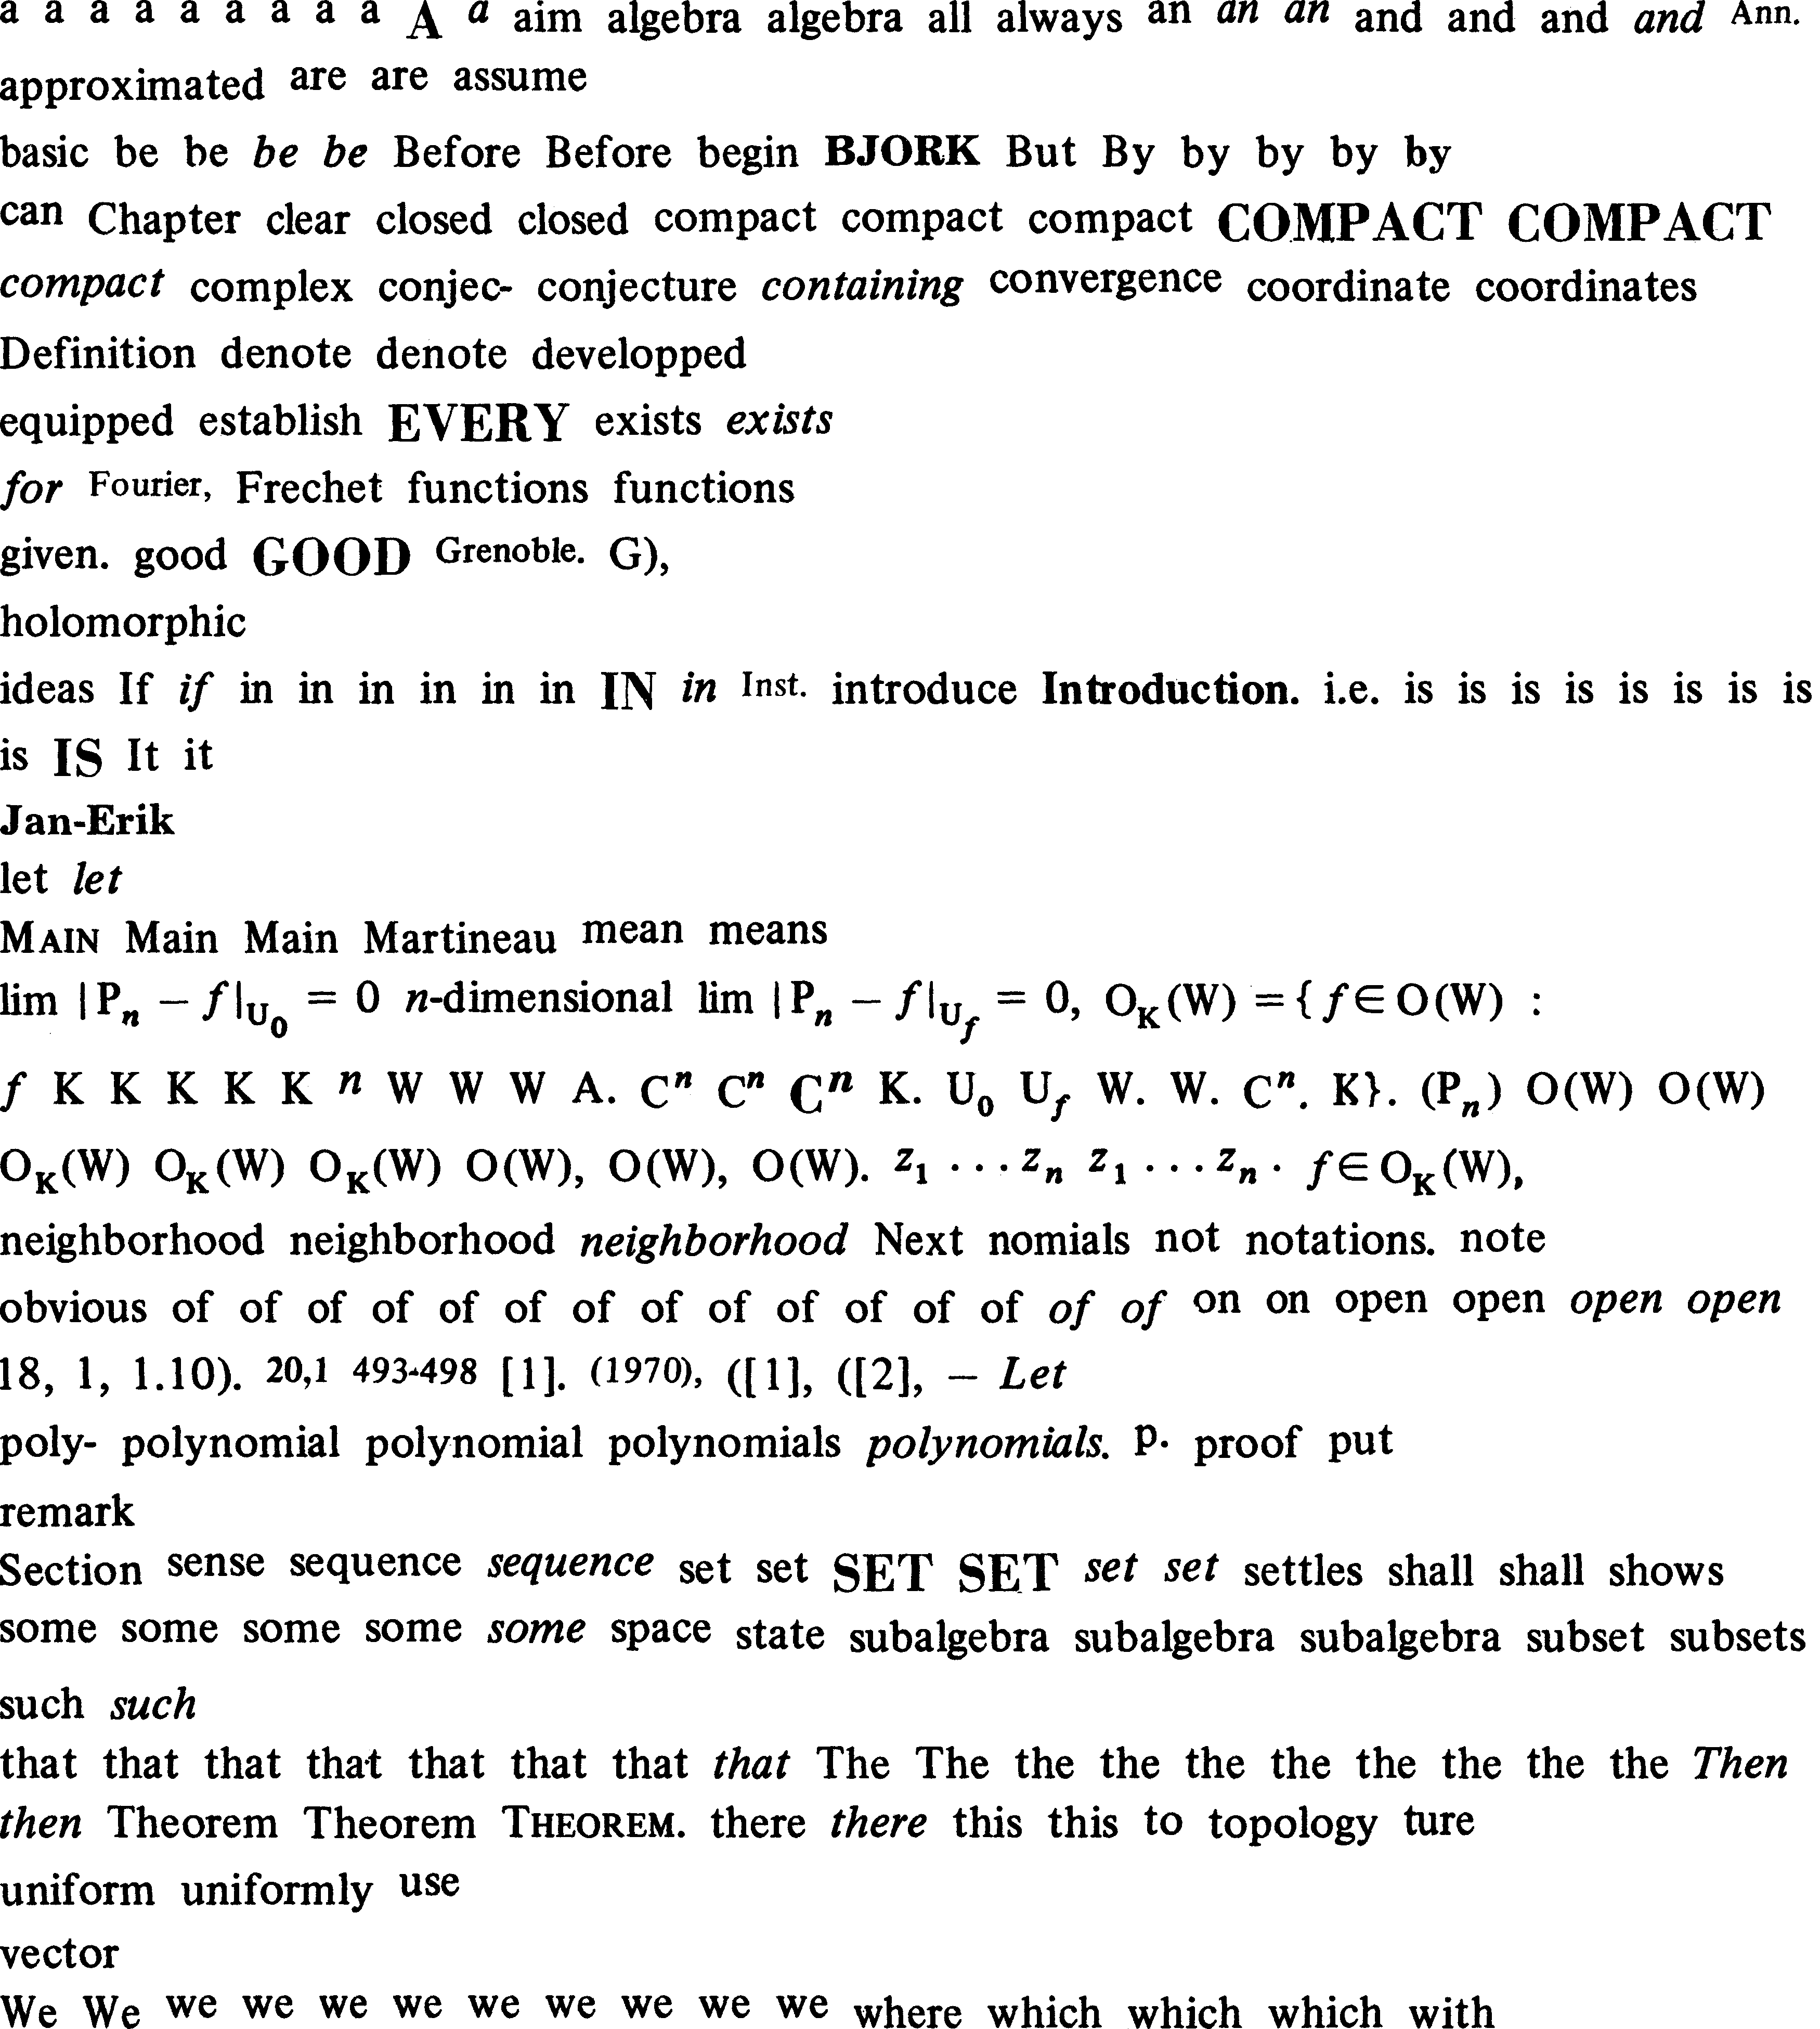 a a a a a a a a a A a aim algebra algebra all always an an an and and and and Ann.
approximated are are assume
basic be be be be Before Before begin BJORK But By by by by by
can Chapter clear closed closed compact compact compact COMPACT COMPACT
compact complex conjec- conjecture containing convergence coordinate coordinates
Definition denote denote developped
equipped establish EVERY exists exists
for Fourier, Frechet functions functions
given. good GOOD Grenoble. G),
holomorphic
ideas If if in in in in in in IN in Inst. introduce Introduction. i.e. is is is is is is is is
is IS It it
Jan-Erik
let let
MAIN Main Main Martineau mean means
lim |P_n − f|_{U_0} = 0 n-dimensional lim |P_n − f|_{U_f} = 0, O_K(W) = { f ∈ O(W) :
f K K K K K n W W W A. C^n C^n C^n K. U_0 U_f W. W. C^n. K}. (P_n) O(W) O(W)
O_K(W) O_K(W) O_K(W) O(W), O(W), O(W). z_1 ... z_n z_1 ... z_n . f ∈ O_K(W),
neighborhood neighborhood neighborhood Next nomials not notations. note
obvious of of of of of of of of of of of of of of of on on open open open open
18, 1, 1.10). 20,1 493-498 [1]. (1970), ([1], ([2], — Let
poly- polynomial polynomial polynomials polynomials. p. proof put
remark
Section sense sequence sequence set set SET SET set set settles shall shall shows
some some some some some space state subalgebra subalgebra subalgebra subset subsets
such such
that that that that that that that that The The the the the the the the the the Then
then Theorem Theorem THEOREM. there there this this to topology ture
uniform uniformly use
vector
We We we we we we we we we we we where which which which with